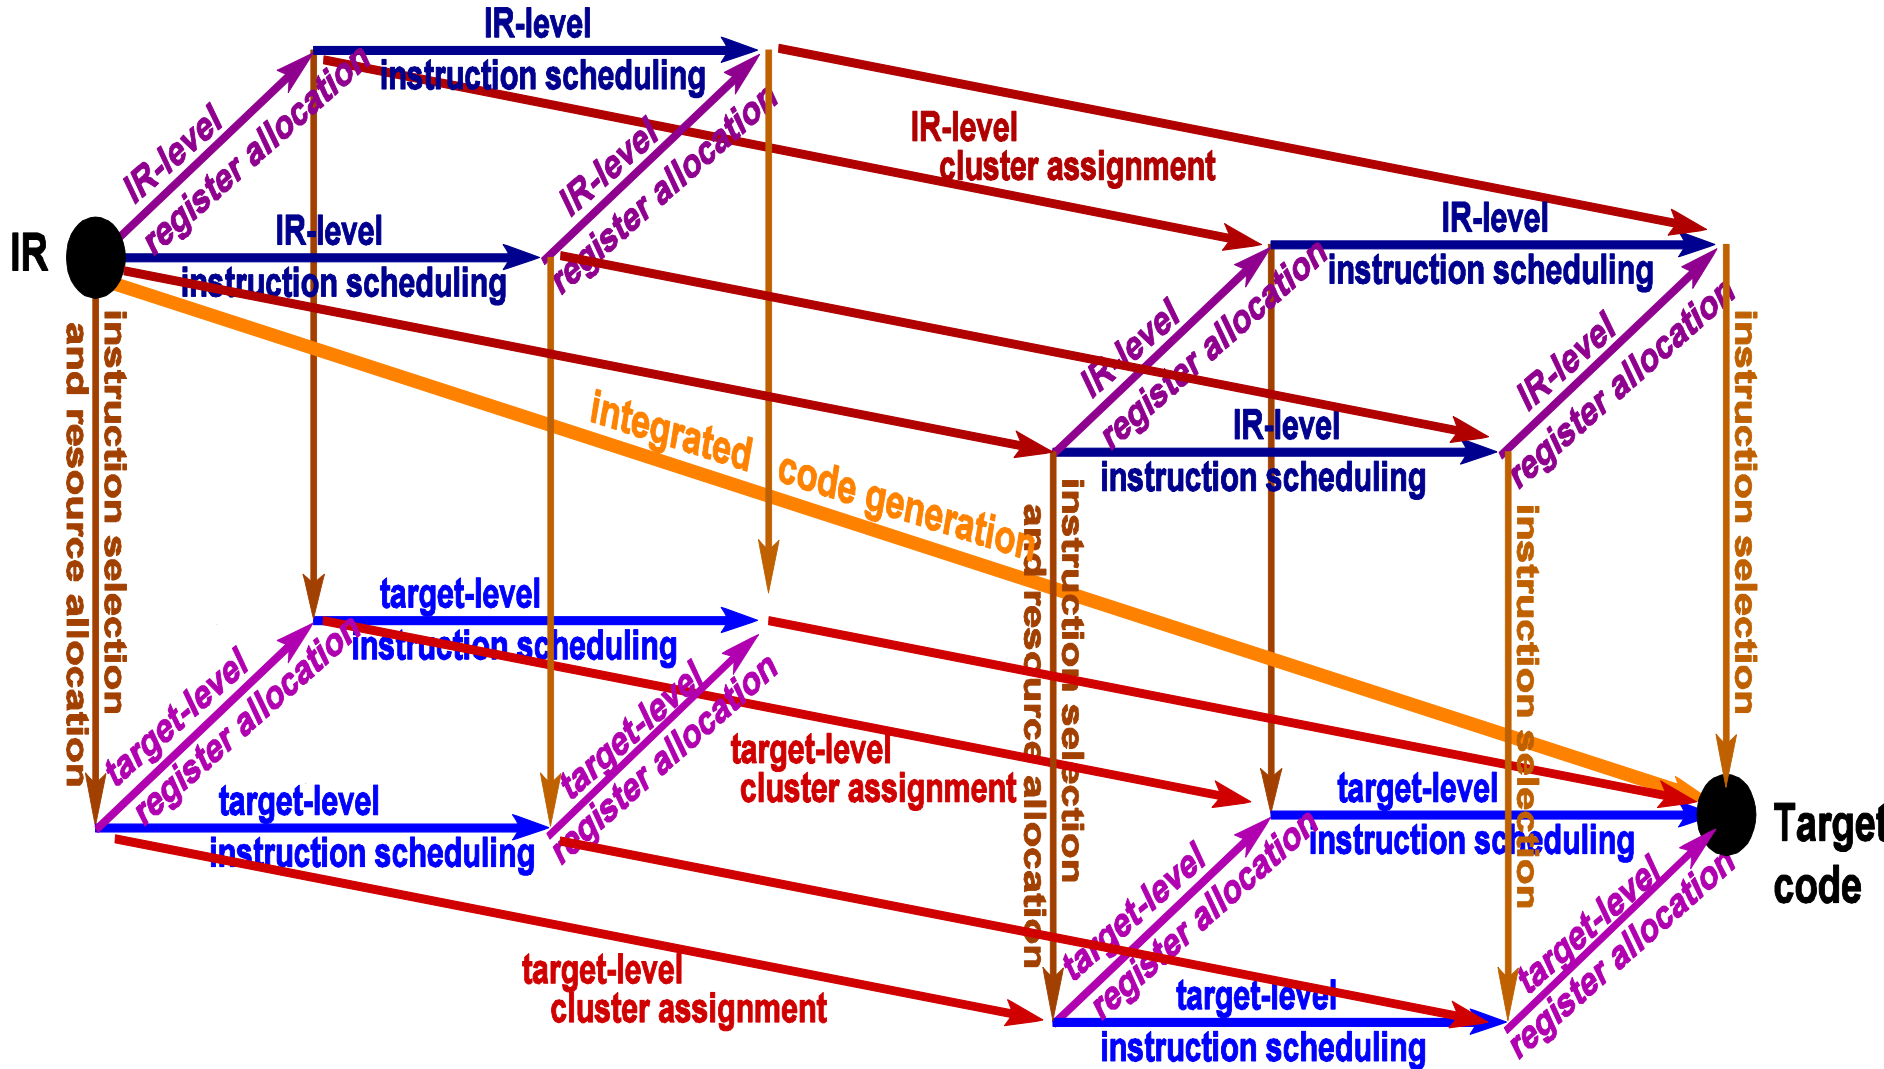 IR-level
instruction scheduling
IR-level
register allocation
IR-level
register allocation
IR-level
cluster assignment
IR
IR-level
instruction scheduling
IR-level
instruction scheduling
instruction selection
and resource allocation
IR-level
register allocation
IR-level
register allocation
instruction selection
integrated code generation
IR-level
instruction scheduling
instruction selection
and resource allocation
instruction selection
target-level
instruction scheduling
target-level
register allocation
target-level
register allocation
target-level
cluster assignment
target-level
instruction scheduling
target-level
instruction scheduling
Target
code
target-level
register allocation
target-level
register allocation
target-level
cluster assignment
target-level
instruction scheduling